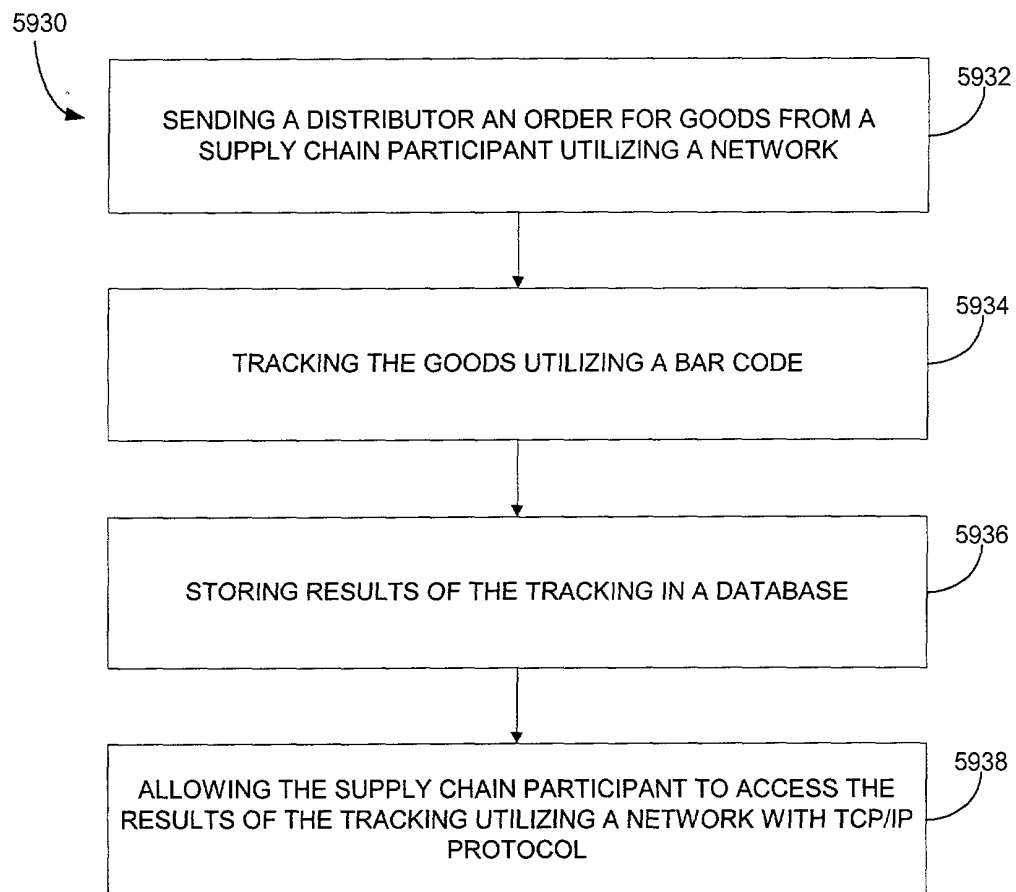 5930
5932
SENDING A DISTRIBUTOR AN ORDER FOR GOODS FROM A
SUPPLY CHAIN PARTICIPANT UTILIZING A NETWORK
5934
TRACKING THE GOODS UTILIZING A BAR CODE
5936
STORING RESULTS OF THE TRACKING IN A DATABASE
5938
ALLOWING THE SUPPLY CHAIN PARTICIPANT TO ACCESS THE
RESULTS OF THE TRACKING UTILIZING A NETWORK WITH TCP/IP
PROTOCOL